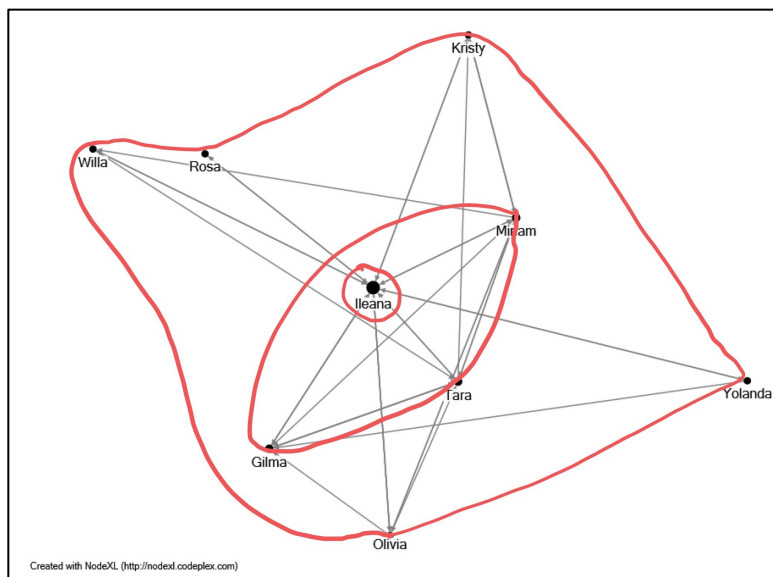 Kristy
Willa
Rosa
Miriam
Ileana
Tara
Yolanda
Gilma
Olivia
Created with NodeXL (http://nodexl.codeplex.com)